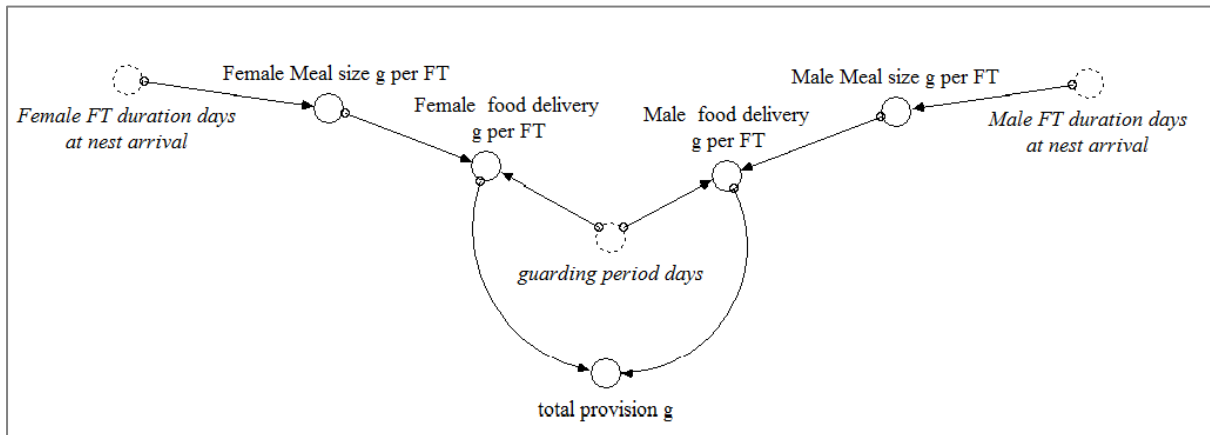 Female Meal size g per FT
Male Meal size g per FT
Female FT duration days
at nest arrival
Female  food delivery
g per FT
Male  food delivery
g per FT
Male FT duration days
at nest arrival
guarding period days
total provision g